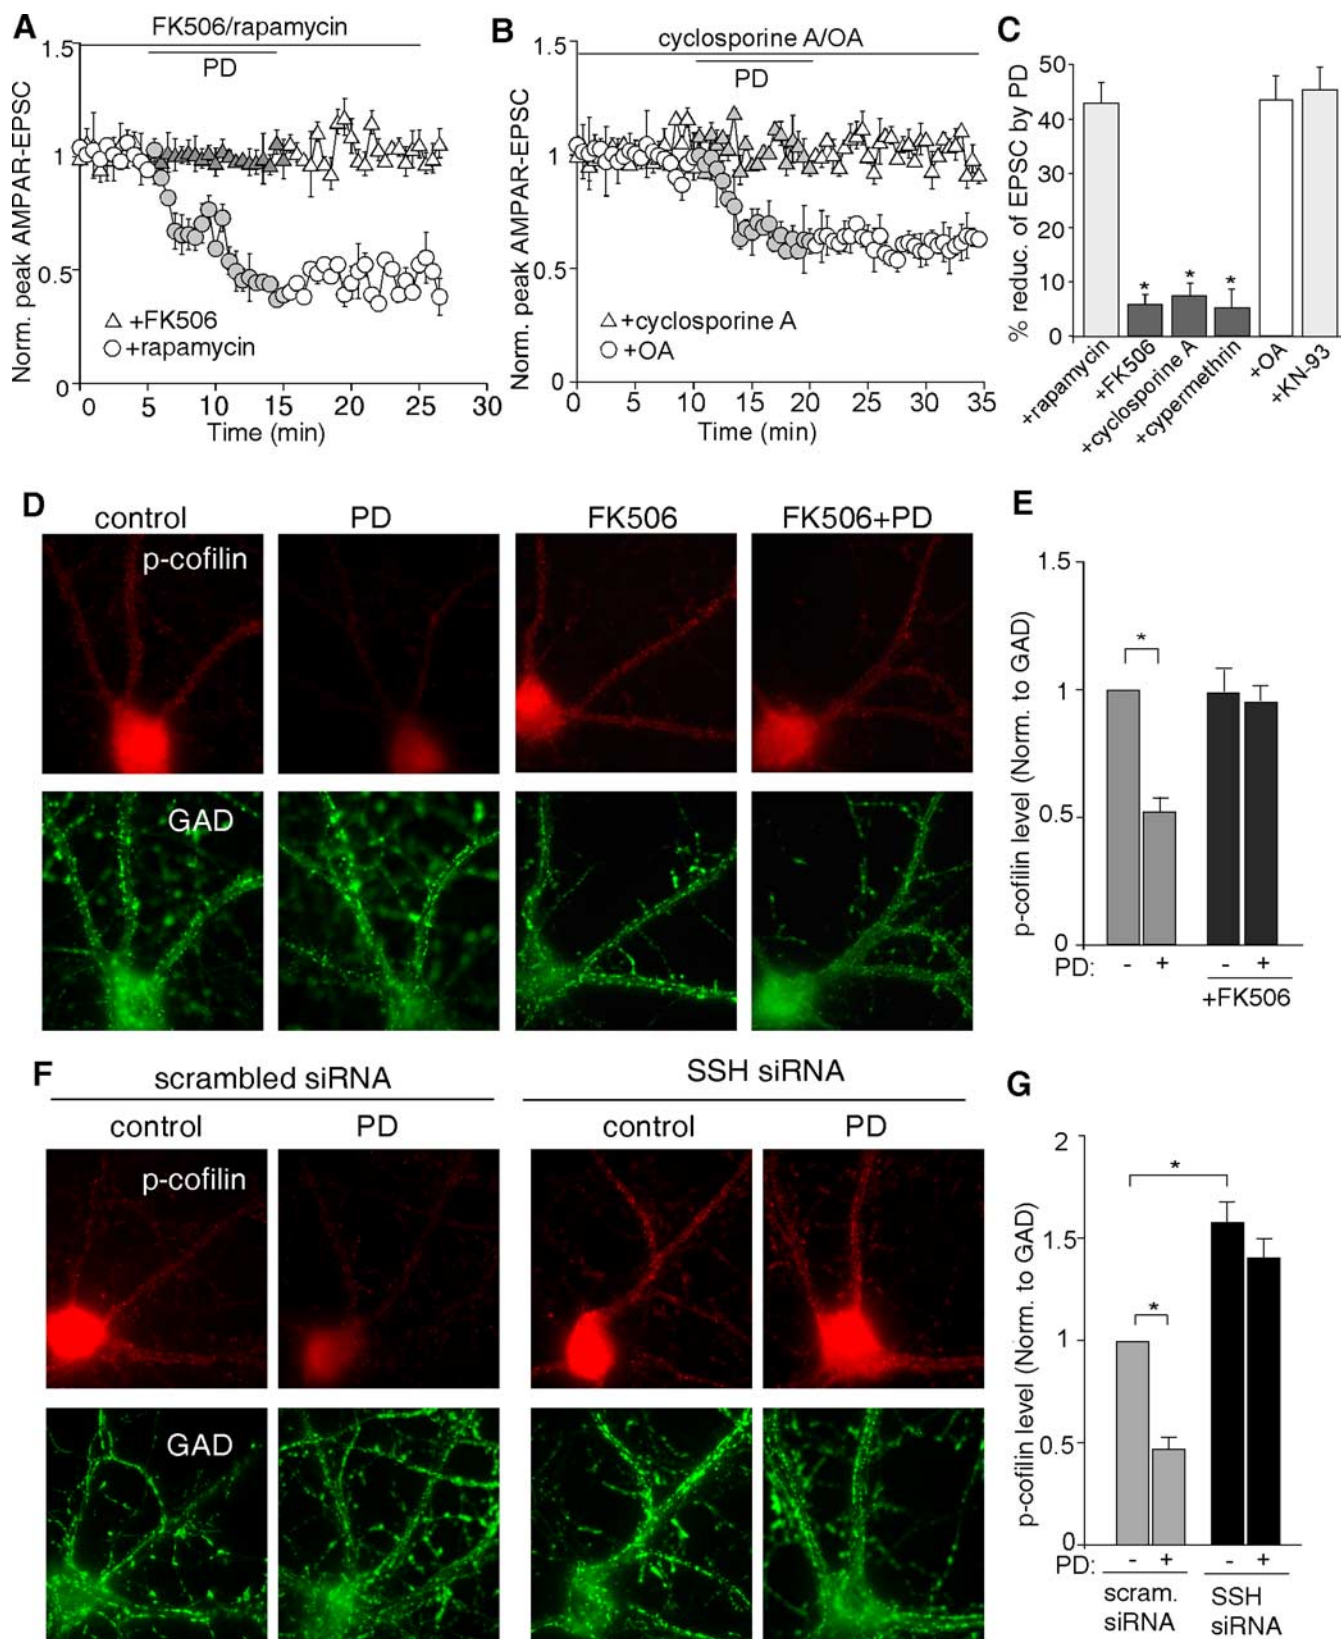 A
FK506/rapamycin
PD
1.5
1
0.5
0
Norm. peak AMPAR-EPSC
+FK506
+rapamycin
0 5 10 15 20 25 30
Time (min)
B
cyclosporine A/OA
PD
1.5
1
0.5
0
Norm. peak AMPAR-EPSC
+cyclosporine A
+OA
0 5 10 15 20 25 30 35
Time (min)
C
50
40
30
20
10
0
% reduc. of EPSC by PD
* * *
+rapamycin
+FK506
+cyclosporine A
+cypermethrin
+OA
+KN-93
D
control PD FK506 FK506+PD
p-cofilin
GAD
E
1.5
1
0.5
0
p-cofilin level (Norm. to GAD)
*
PD: - + - +
+FK506
F
scrambled siRNA SSH siRNA
control PD control PD
p-cofilin
GAD
G
2
1.5
1
0.5
0
p-cofilin level (Norm. to GAD)
*
*
PD: - + - +
scram. SSH
siRNA siRNA